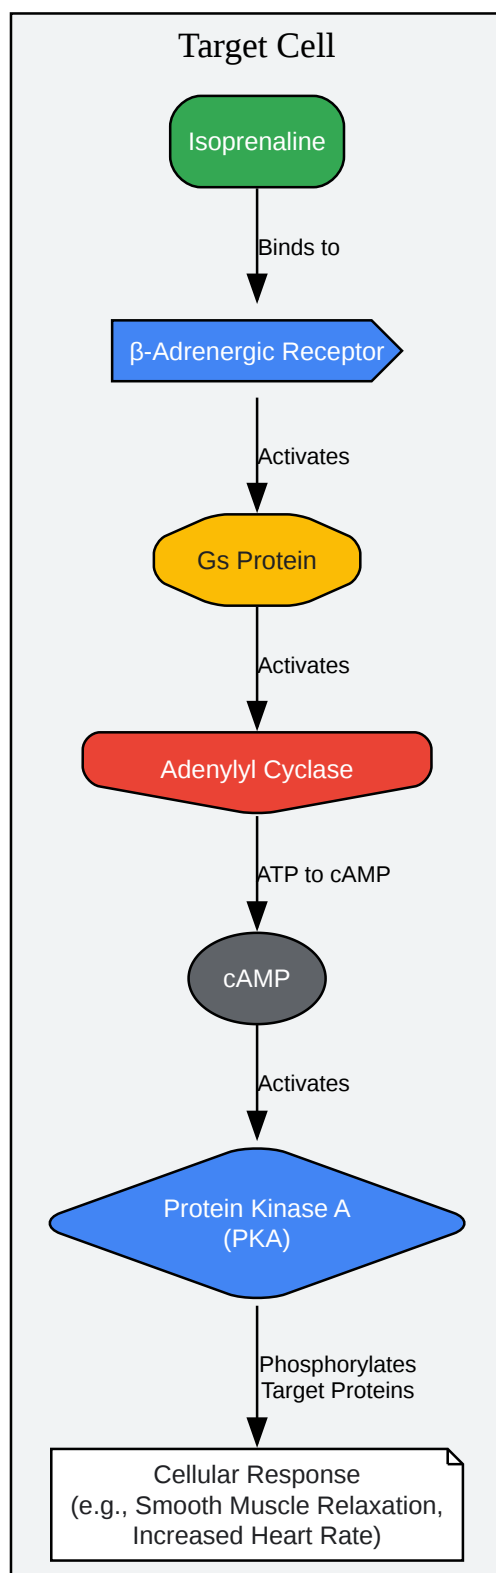 Target Cell
Isoprenaline
Binds to
β-Adrenergic Receptor
Activates
Gs Protein
Activates
Adenylyl Cyclase
ATP to cAMP
cAMP
Activates
Protein Kinase A
(PKA)
Phosphorylates
Target Proteins
Cellular Response
(e.g., Smooth Muscle Relaxation,
Increased Heart Rate)